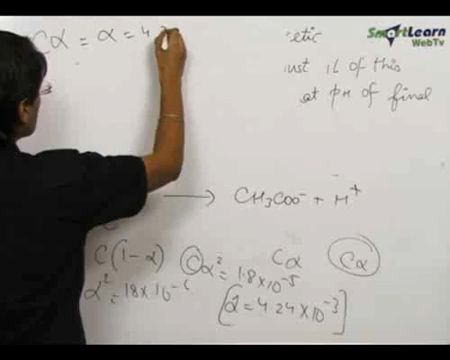 SmartLearn
WebTv
Cα = α = 4
etic
1L of this
at pH of final
→ CH₃COO⁻ + H⁺
C(1-α) Cα Cα
Cα² = 1.8 × 10⁻⁵
α² = 18 × 10⁻⁶
[α = 4.24 × 10⁻³]